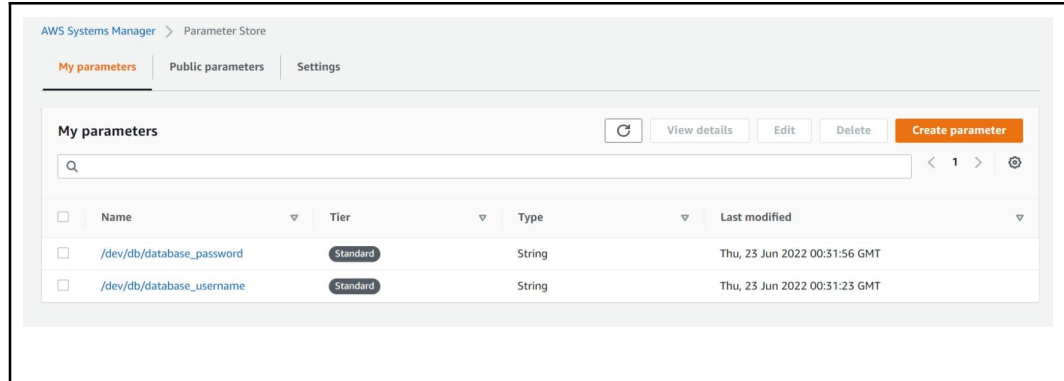 AWS Systems Manager > Parameter Store
My parameters Public parameters Settings
My parameters View details Edit Delete Create parameter
< 1 >
Name Tier Type Last modified
/dev/db/database_password Standard String Thu, 23 Jun 2022 00:31:56 GMT
/dev/db/database_username Standard String Thu, 23 Jun 2022 00:31:23 GMT